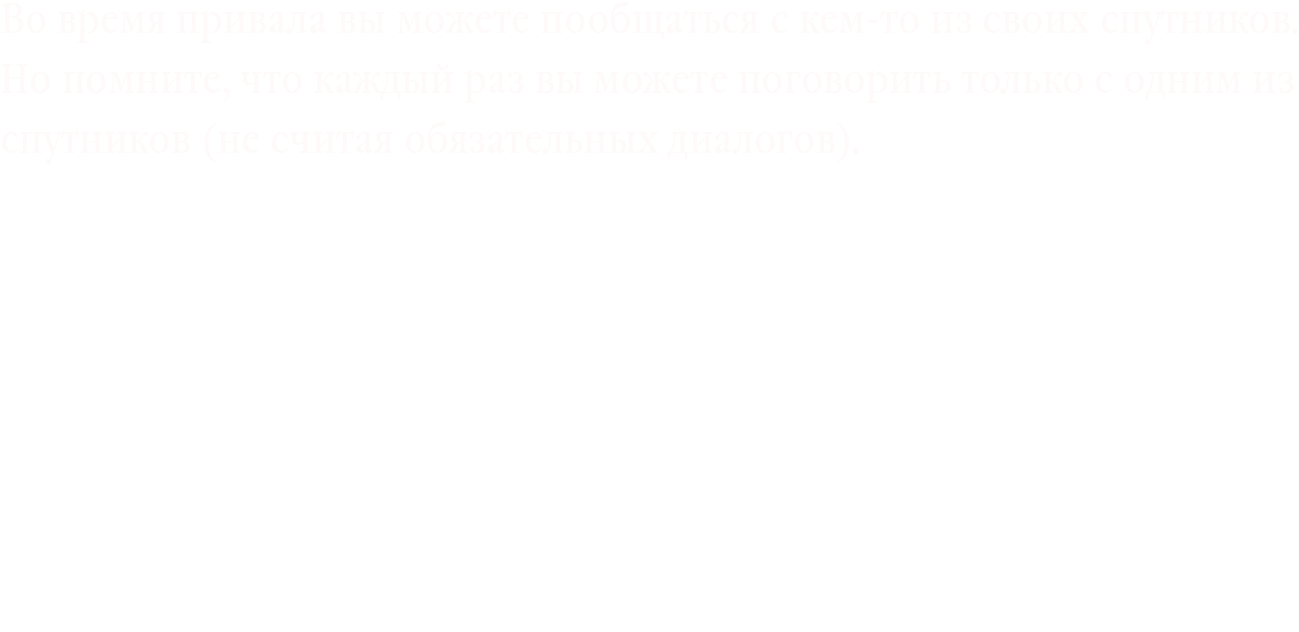 Во время привала вы можете пообщаться с кем-то из своих спутников.
Но помните, что каждый раз вы можете поговорить только с одним из
спутников (не считая обязательных диалогов).